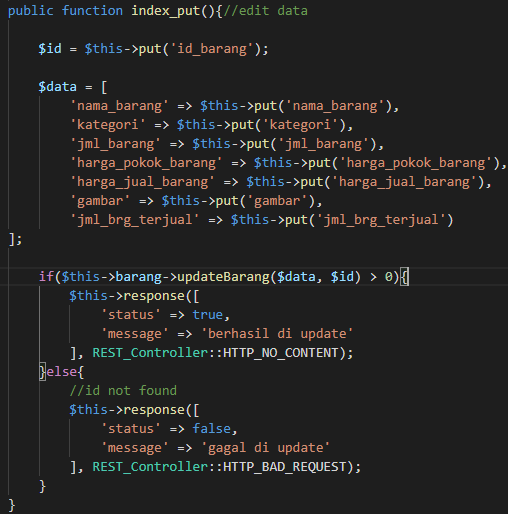 public function index_put(){//edit data
$id = $this->put('id_barang');
$data = [
'nama_barang' => $this->put('nama_barang'),
'kategori' => $this->put('kategori'),
'jml_barang' => $this->put('jml_barang'),
'harga_pokok_barang' => $this->put('harga_pokok_barang'),
'harga_jual_barang' => $this->put('harga_jual_barang'),
'gambar' => $this->put('gambar'),
'jml_brg_terjual' => $this->put('jml_brg_terjual')
];
if($this->barang->updateBarang($data, $id) > 0){
$this->response([
'status' => true,
'message' => 'berhasil di update'
], REST_Controller::HTTP_NO_CONTENT);
}else{
//id not found
$this->response([
'status' => false,
'message' => 'gagal di update'
], REST_Controller::HTTP_BAD_REQUEST);
}
}